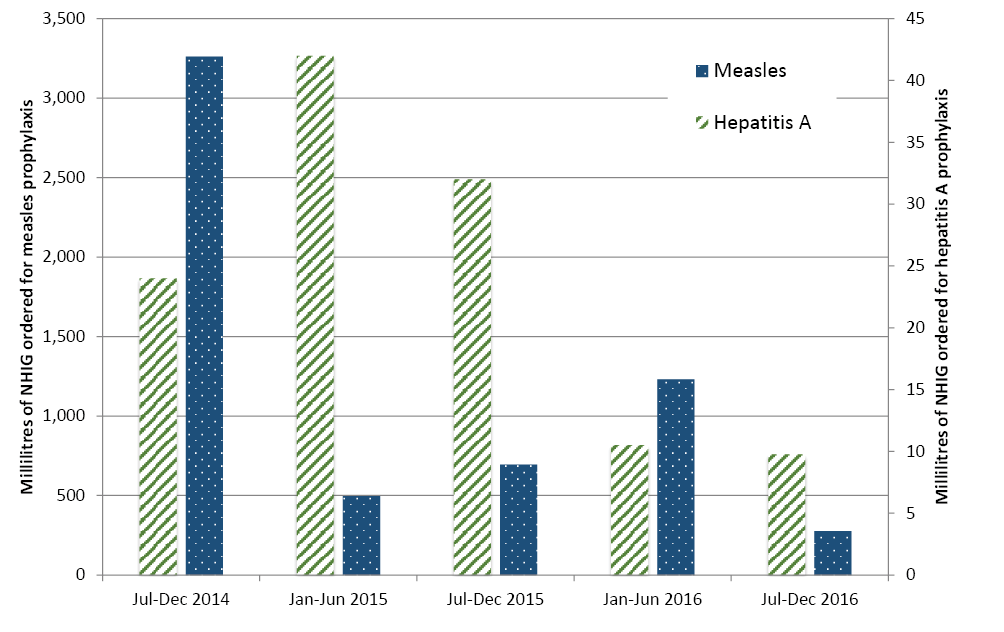 Millilitres of NHIG ordered for measles prophylaxis
3,500
3,000
2,500
2,000
1,500
1,000
500
0
Measles
Hepatitis A
45
40
35
30
25
20
15
10
5
0
Millilitres of NHIG ordered for hepatitis A prophylaxis
Jul-Dec 2014
Jan-Jun 2015
Jul-Dec 2015
Jan-Jun 2016
Jul-Dec 2016